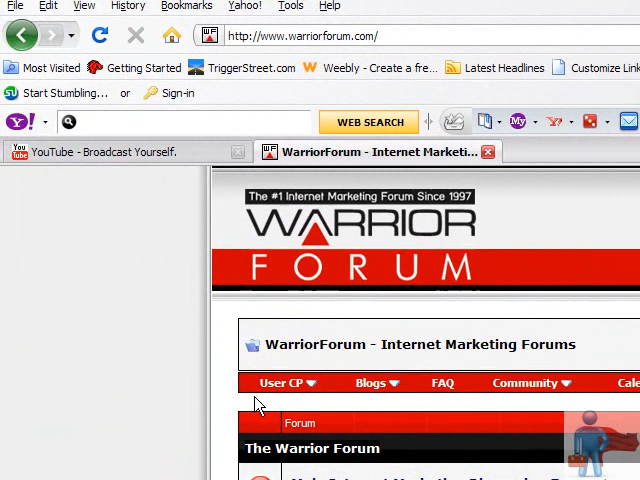 File Edit View History Bookmarks Yahoo! Tools Help
http://www.warriorforum.com/
Most Visited Getting Started TriggerStreet.com Weebly - Create a fre... Latest Headlines Customize Link
Start Stumbling... or Sign-in
Y! WEB SEARCH My
YouTube - Broadcast Yourself. WarriorForum - Internet Marketi...
The #1 Internet Marketing Forum Since 1997
WARRIOR
FORUM
WarriorForum - Internet Marketing Forums
User CP Blogs FAQ Community Cale
Forum
The Warrior Forum